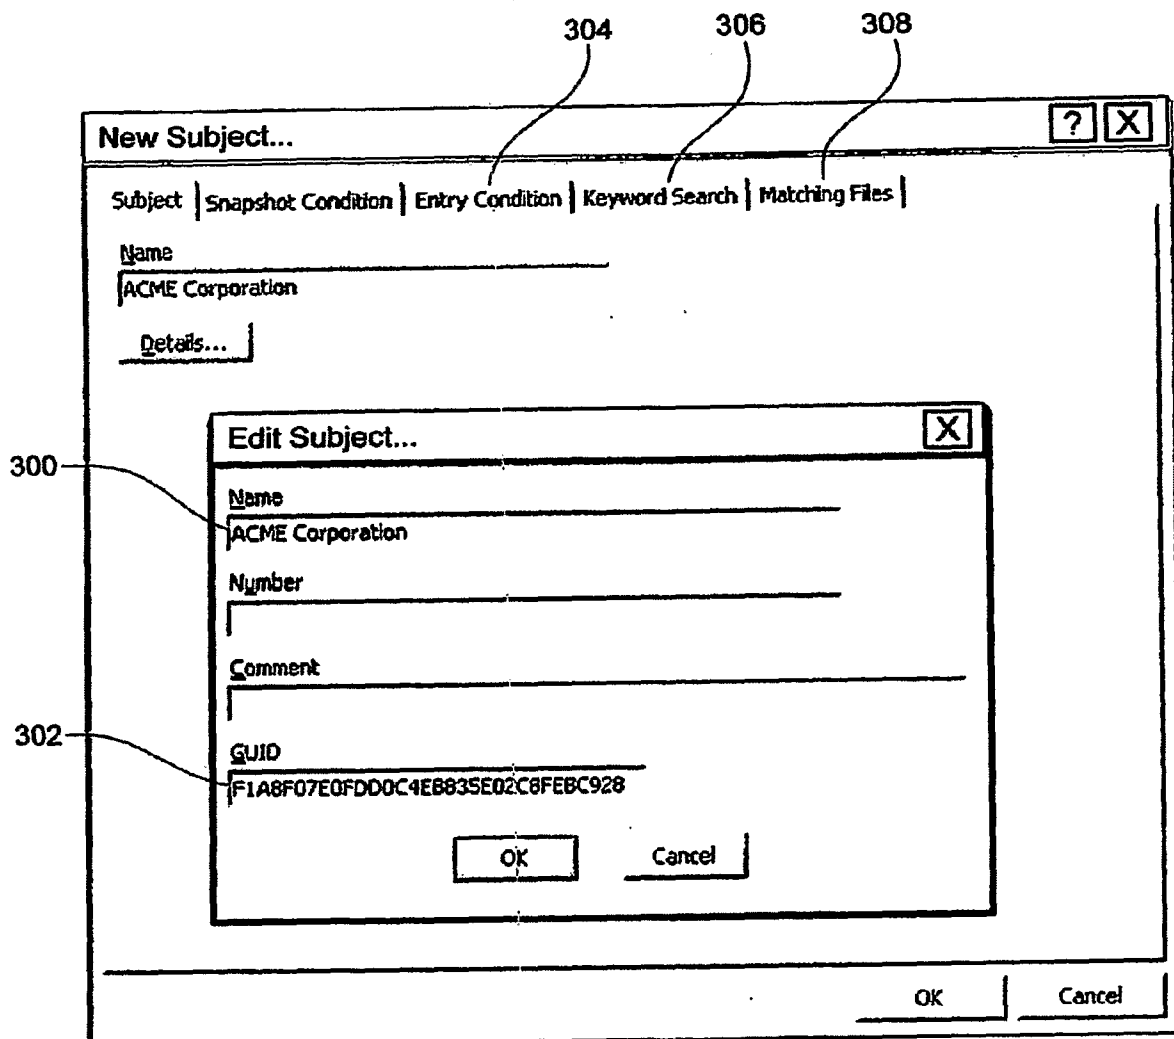 304 306 308
New Subject... ? X
Subject Snapshot Condition Entry Condition Keyword Search Matching Files
Name
ACME Corporation
Details...
Edit Subject... X
300
Name
ACME Corporation
Number
Comment
302
GUID
F1A8F07E0FDD0C4EB835E02C8FEBC928
OK Cancel
OK Cancel